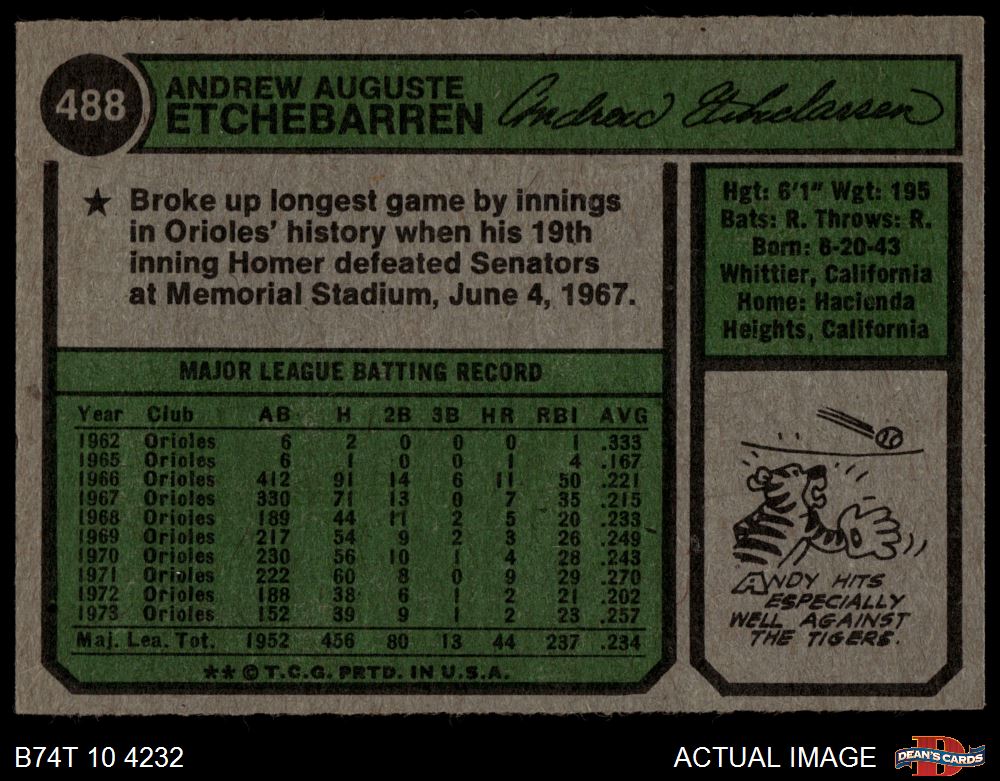 488
ANDREW AUGUSTE
ETCHEBARREN
Andrew Etchebarren
★ Broke up longest game by innings
in Orioles' history when his 19th
inning Homer defeated Senators
at Memorial Stadium, June 4, 1967.
Hgt: 6'1" Wgt: 195
Bats: R. Throws: R.
Born: 6-20-43
Whittier, California
Home: Hacienda
Heights, California
MAJOR LEAGUE BATTING RECORD
Year Club AB H 2B 3B HR RBI AVG
1962 Orioles 6 2 0 0 0 1 .333
1965 Orioles 6 1 0 0 1 4 .167
1966 Orioles 412 91 14 6 11 50 .221
1967 Orioles 330 71 13 0 7 35 .215
1968 Orioles 189 44 11 2 5 20 .233
1969 Orioles 217 54 9 2 3 26 .249
1970 Orioles 230 56 10 1 4 28 .243
1971 Orioles 222 60 8 0 9 29 .270
1972 Orioles 188 38 6 1 2 21 .202
1973 Orioles 152 39 9 1 2 23 .257
Maj. Lea. Tot. 1952 456 80 13 44 237 .234
** © T.C.G. PRTD. IN U.S.A.
ANDY HITS
ESPECIALLY
WELL AGAINST
THE TIGERS.
B74T 10 4232
ACTUAL IMAGE
D
DEAN'S CARDS